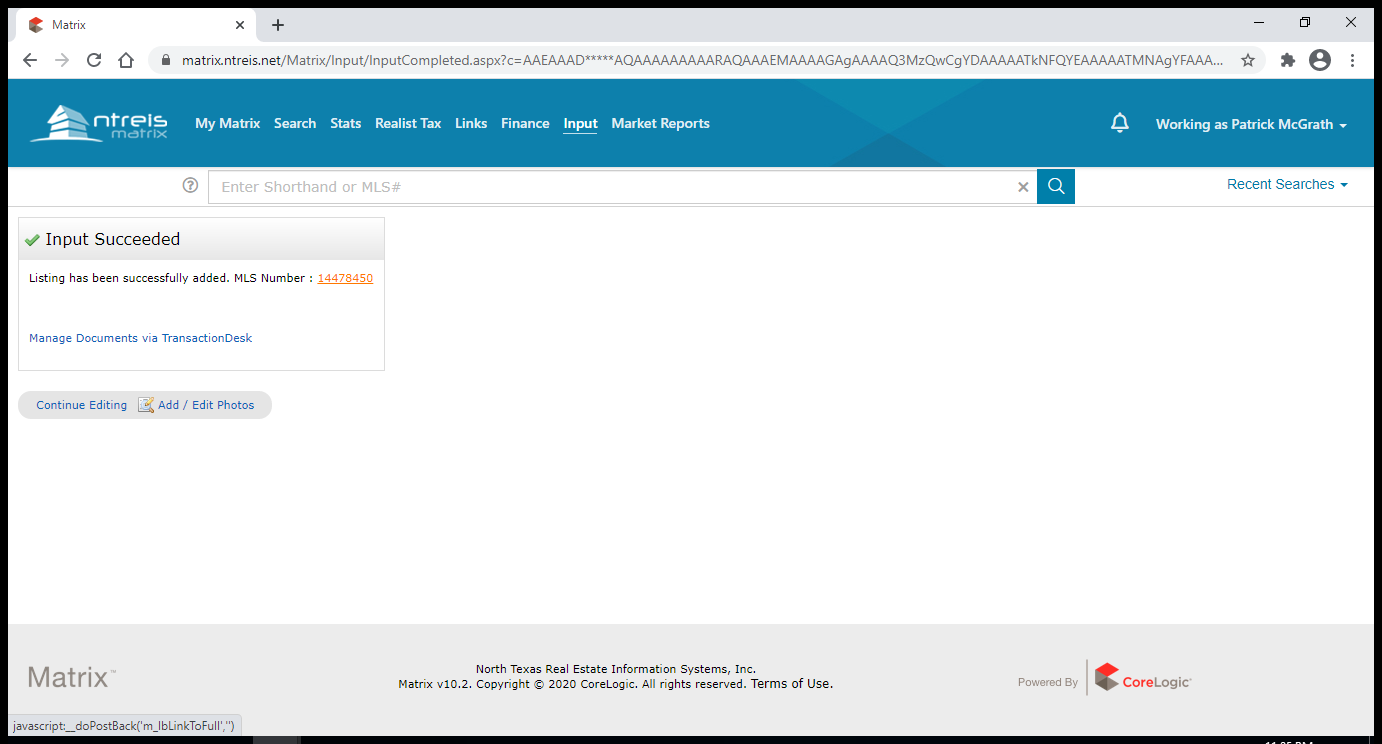 Matrix
matrix.ntreis.net/Matrix/Input/InputCompleted.aspx?c=AAEAAAD*****AQAAAAAAAAARAQAAAEMAAAAGAgAAAAQ3MzQwCgYDAAAAATkNFQYEAAAAATMNAgYFAAA...
ntreis matrix
My Matrix Search Stats Realist Tax Links Finance Input Market Reports
Working as Patrick McGrath
Enter Shorthand or MLS#
Recent Searches
Input Succeeded
Listing has been successfully added. MLS Number : 14478450
Manage Documents via TransactionDesk
Continue Editing Add / Edit Photos
Matrix™
North Texas Real Estate Information Systems, Inc.
Matrix v10.2. Copyright © 2020 CoreLogic. All rights reserved. Terms of Use.
Powered By CoreLogic
javascript:__doPostBack('m_lbLinkToFull','')